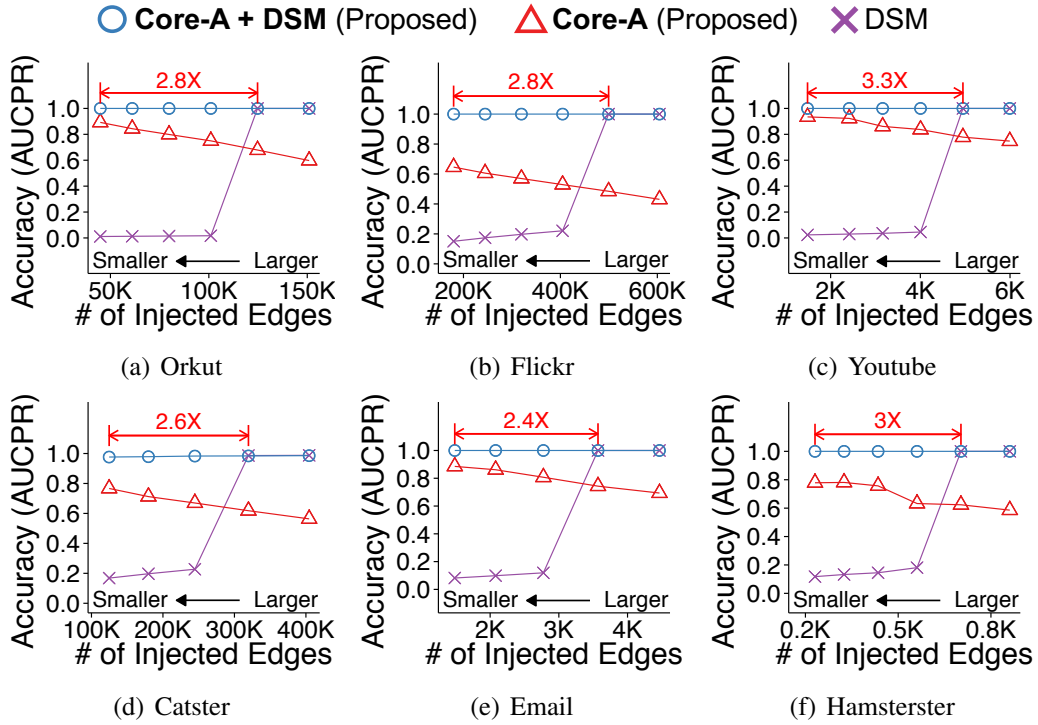 Core-A + DSM (Proposed) Core-A (Proposed) DSM
2.8X
Accuracy (AUCPR)
1.0
0.8
0.6
0.4
0.2
0.0
Smaller Larger
50K 100K 150K
# of Injected Edges
(a) Orkut
2.8X
Accuracy (AUCPR)
1.0
0.8
0.6
0.4
0.2
0.0
Smaller Larger
200K 400K 600K
# of Injected Edges
(b) Flickr
3.3X
Accuracy (AUCPR)
1.0
0.8
0.6
0.4
0.2
0.0
Smaller Larger
2K 4K 6K
# of Injected Edges
(c) Youtube
2.6X
Accuracy (AUCPR)
1.0
0.8
0.6
0.4
0.2
0.0
Smaller Larger
100K 200K 300K 400K
# of Injected Edges
(d) Catster
2.4X
Accuracy (AUCPR)
1.0
0.8
0.6
0.4
0.2
0.0
Smaller Larger
2K 3K 4K
# of Injected Edges
(e) Email
3X
Accuracy (AUCPR)
1.0
0.8
0.6
0.4
0.2
0.0
Smaller Larger
0.2K 0.5K 0.8K
# of Injected Edges
(f) Hamsterster